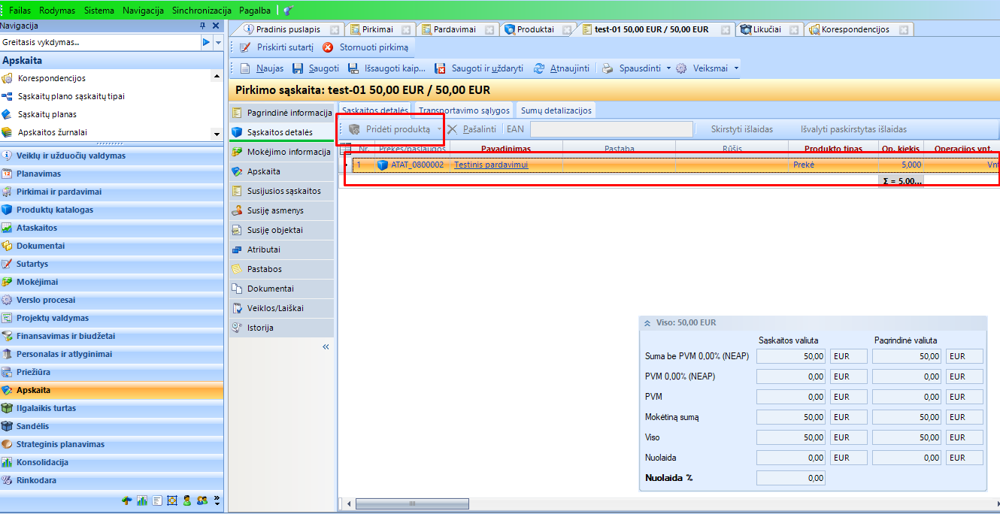 Failas Rodymas Sistema Navigacija Sinchronizacija Pagalba
Navigacija
Pradinis puslapis Pirkimai Pardavimai Produktai test-01 50,00 EUR / 50,00 EUR Likučiai Korespondencijos
Greitasis vykdymas...
Priskirti sutartį Stornuoti pirkimą
Apskaita
Naujas Saugoti Išsaugoti kaip... Saugoti ir uždaryti Atnaujinti Spausdinti Veiksmai
Korespondencijos
Sąskaitų plano sąskaitų tipai
Sąskaitų planas
Apskaitos žurnalai
Veiklų ir užduočių valdymas
Planavimas
Pirkimai ir pardavimai
Produktų katalogas
Ataskaitos
Dokumentai
Sutartys
Mokėjimai
Verslo procesai
Projektų valdymas
Finansavimas ir biudžetai
Personalas ir atlyginimai
Priežiūra
Apskaita
Ilgalaikis turtas
Sandėlis
Strateginis planavimas
Konsolidacija
Rinkodara
Pirkimo sąskaita: test-01 50,00 EUR / 50,00 EUR
Pagrindinė informacija
Sąskaitos detalės
Mokėjimo informacija
Apskaita
Susijusios sąskaitos
Susiję asmenys
Susiję objektai
Atributai
Pastabos
Dokumentai
Veiklos/Laiškai
Istorija
Sąskaitos detalės Transportavimo sąlygos Sumų detalizacijos
Pridėti produktą Pašalinti EAN Skirstyti išlaidas Išvalyti paskirstytas išlaidas
Nr. Prekės/paslaugos Pavadinimas Pastaba Rūšis Produkto tipas Op. kiekis Operacijos vnt.
1 ATAT_0800002 Testinis pardavimui Prekė 5,000 Vnt
Σ = 5,00...
Viso: 50,00 EUR
Sąskaitos valiuta Pagrindinė valiuta
Suma be PVM 0,00% (NEAP) 50,00 EUR 50,00 EUR
PVM 0,00% (NEAP) 0,00 EUR 0,00 EUR
PVM 0,00 EUR 0,00 EUR
Mokėtiną sumą 50,00 EUR 50,00 EUR
Viso 50,00 EUR 50,00 EUR
Nuolaida 0,00 EUR 0,00 EUR
Nuolaida % 0,00